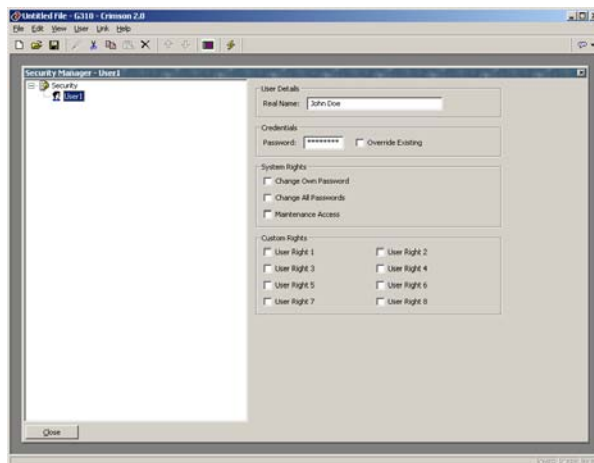 Untitled File - G310 - Crimson 2.0
File Edit View User Link Help
Security Manager - User1
Security
User1
User Details
Real Name: John Doe
Credentials
Password: ******** Override Existing
System Rights
Change Own Password
Change All Passwords
Maintenance Access
Custom Rights
User Right 1 User Right 2
User Right 3 User Right 4
User Right 5 User Right 6
User Right 7 User Right 8
Close